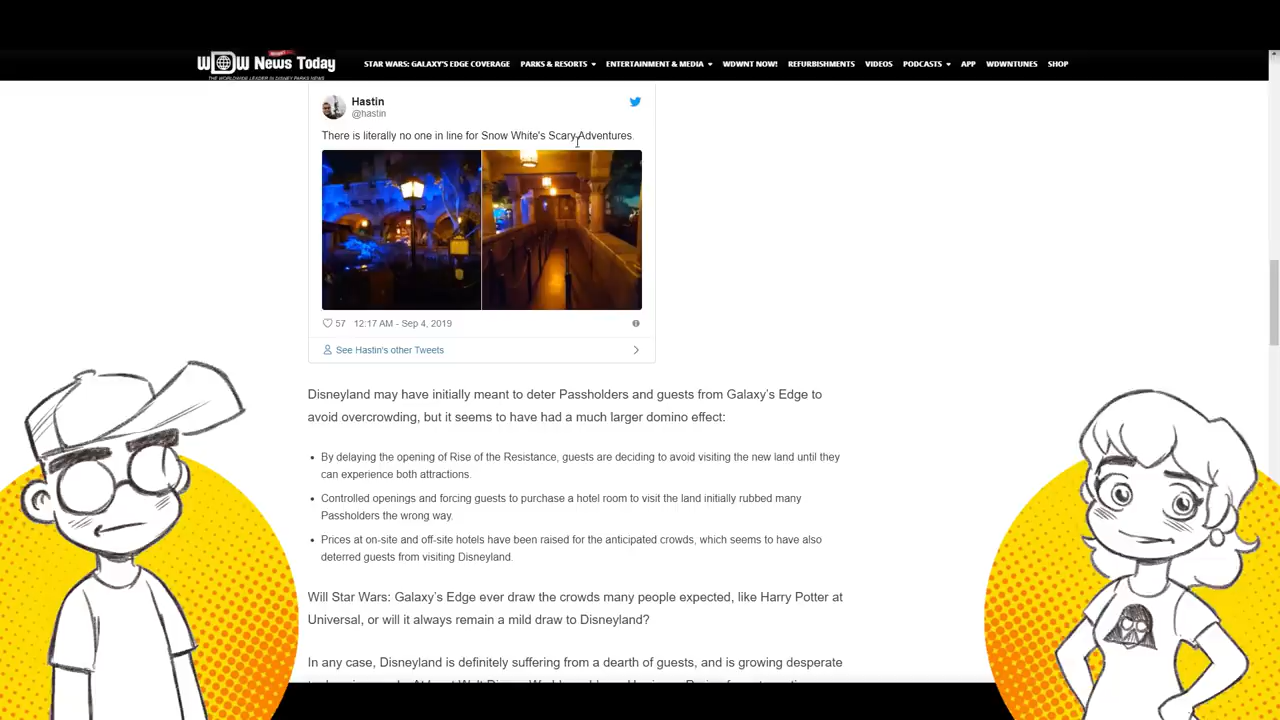 WDW News Today
THE WORLDWIDE LEADER IN DISNEY PARKS NEWS
STAR WARS: GALAXY'S EDGE COVERAGE PARKS & RESORTS ENTERTAINMENT & MEDIA WDWNT NOW! REFURBISHMENTS VIDEOS PODCASTS APP WDWNTUNES SHOP
Hastin
@hastin
There is literally no one in line for Snow White's Scary Adventures.
57 12:17 AM - Sep 4, 2019
See Hastin's other Tweets
Disneyland may have initially meant to deter Passholders and guests from Galaxy’s Edge to
avoid overcrowding, but it seems to have had a much larger domino effect:
By delaying the opening of Rise of the Resistance, guests are deciding to avoid visiting the new land until they
can experience both attractions.
Controlled openings and forcing guests to purchase a hotel room to visit the land initially rubbed many
Passholders the wrong way.
Prices at on-site and off-site hotels have been raised for the anticipated crowds, which seems to have also
deterred guests from visiting Disneyland.
Will Star Wars: Galaxy’s Edge ever draw the crowds many people expected, like Harry Potter at
Universal, or will it always remain a mild draw to Disneyland?
In any case, Disneyland is definitely suffering from a dearth of guests, and is growing desperate